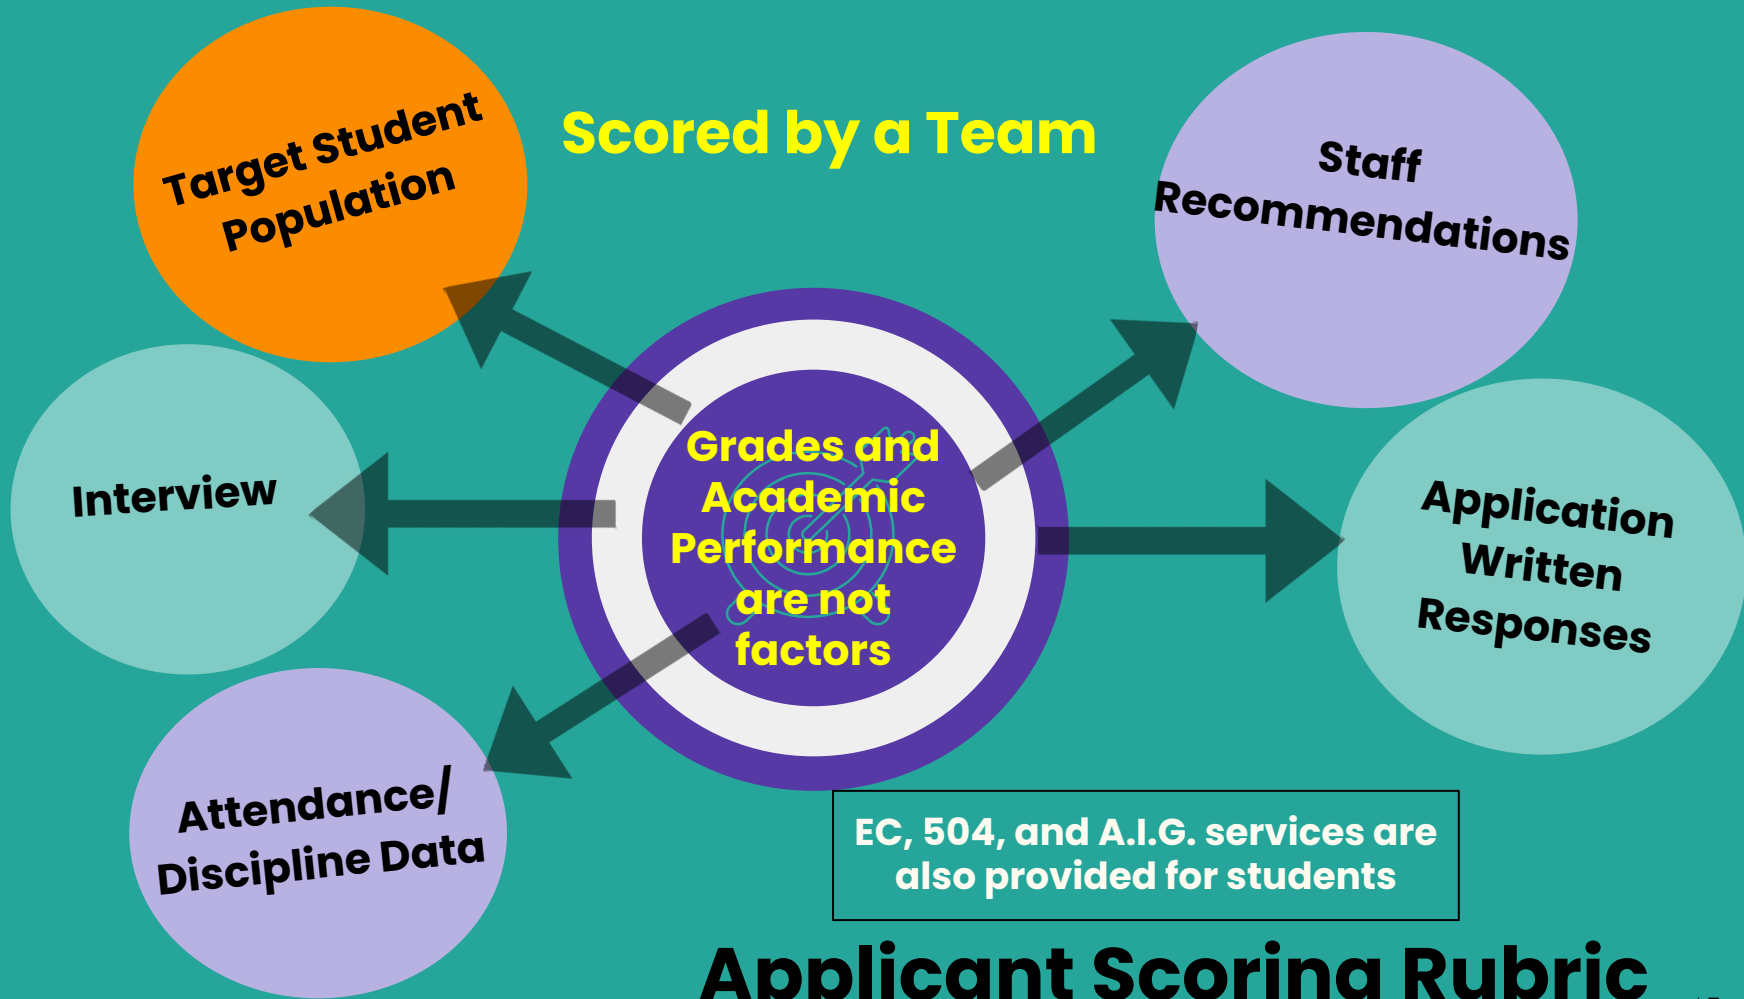 Target Student
Population
Scored by a Team
Staff
Recommendations
Interview
Grades and
Academic
Performance
are not
factors
Application
Written
Responses
Attendance/
Discipline Data
EC, 504, and A.I.G. services are
also provided for students
Applicant Scoring Rubric